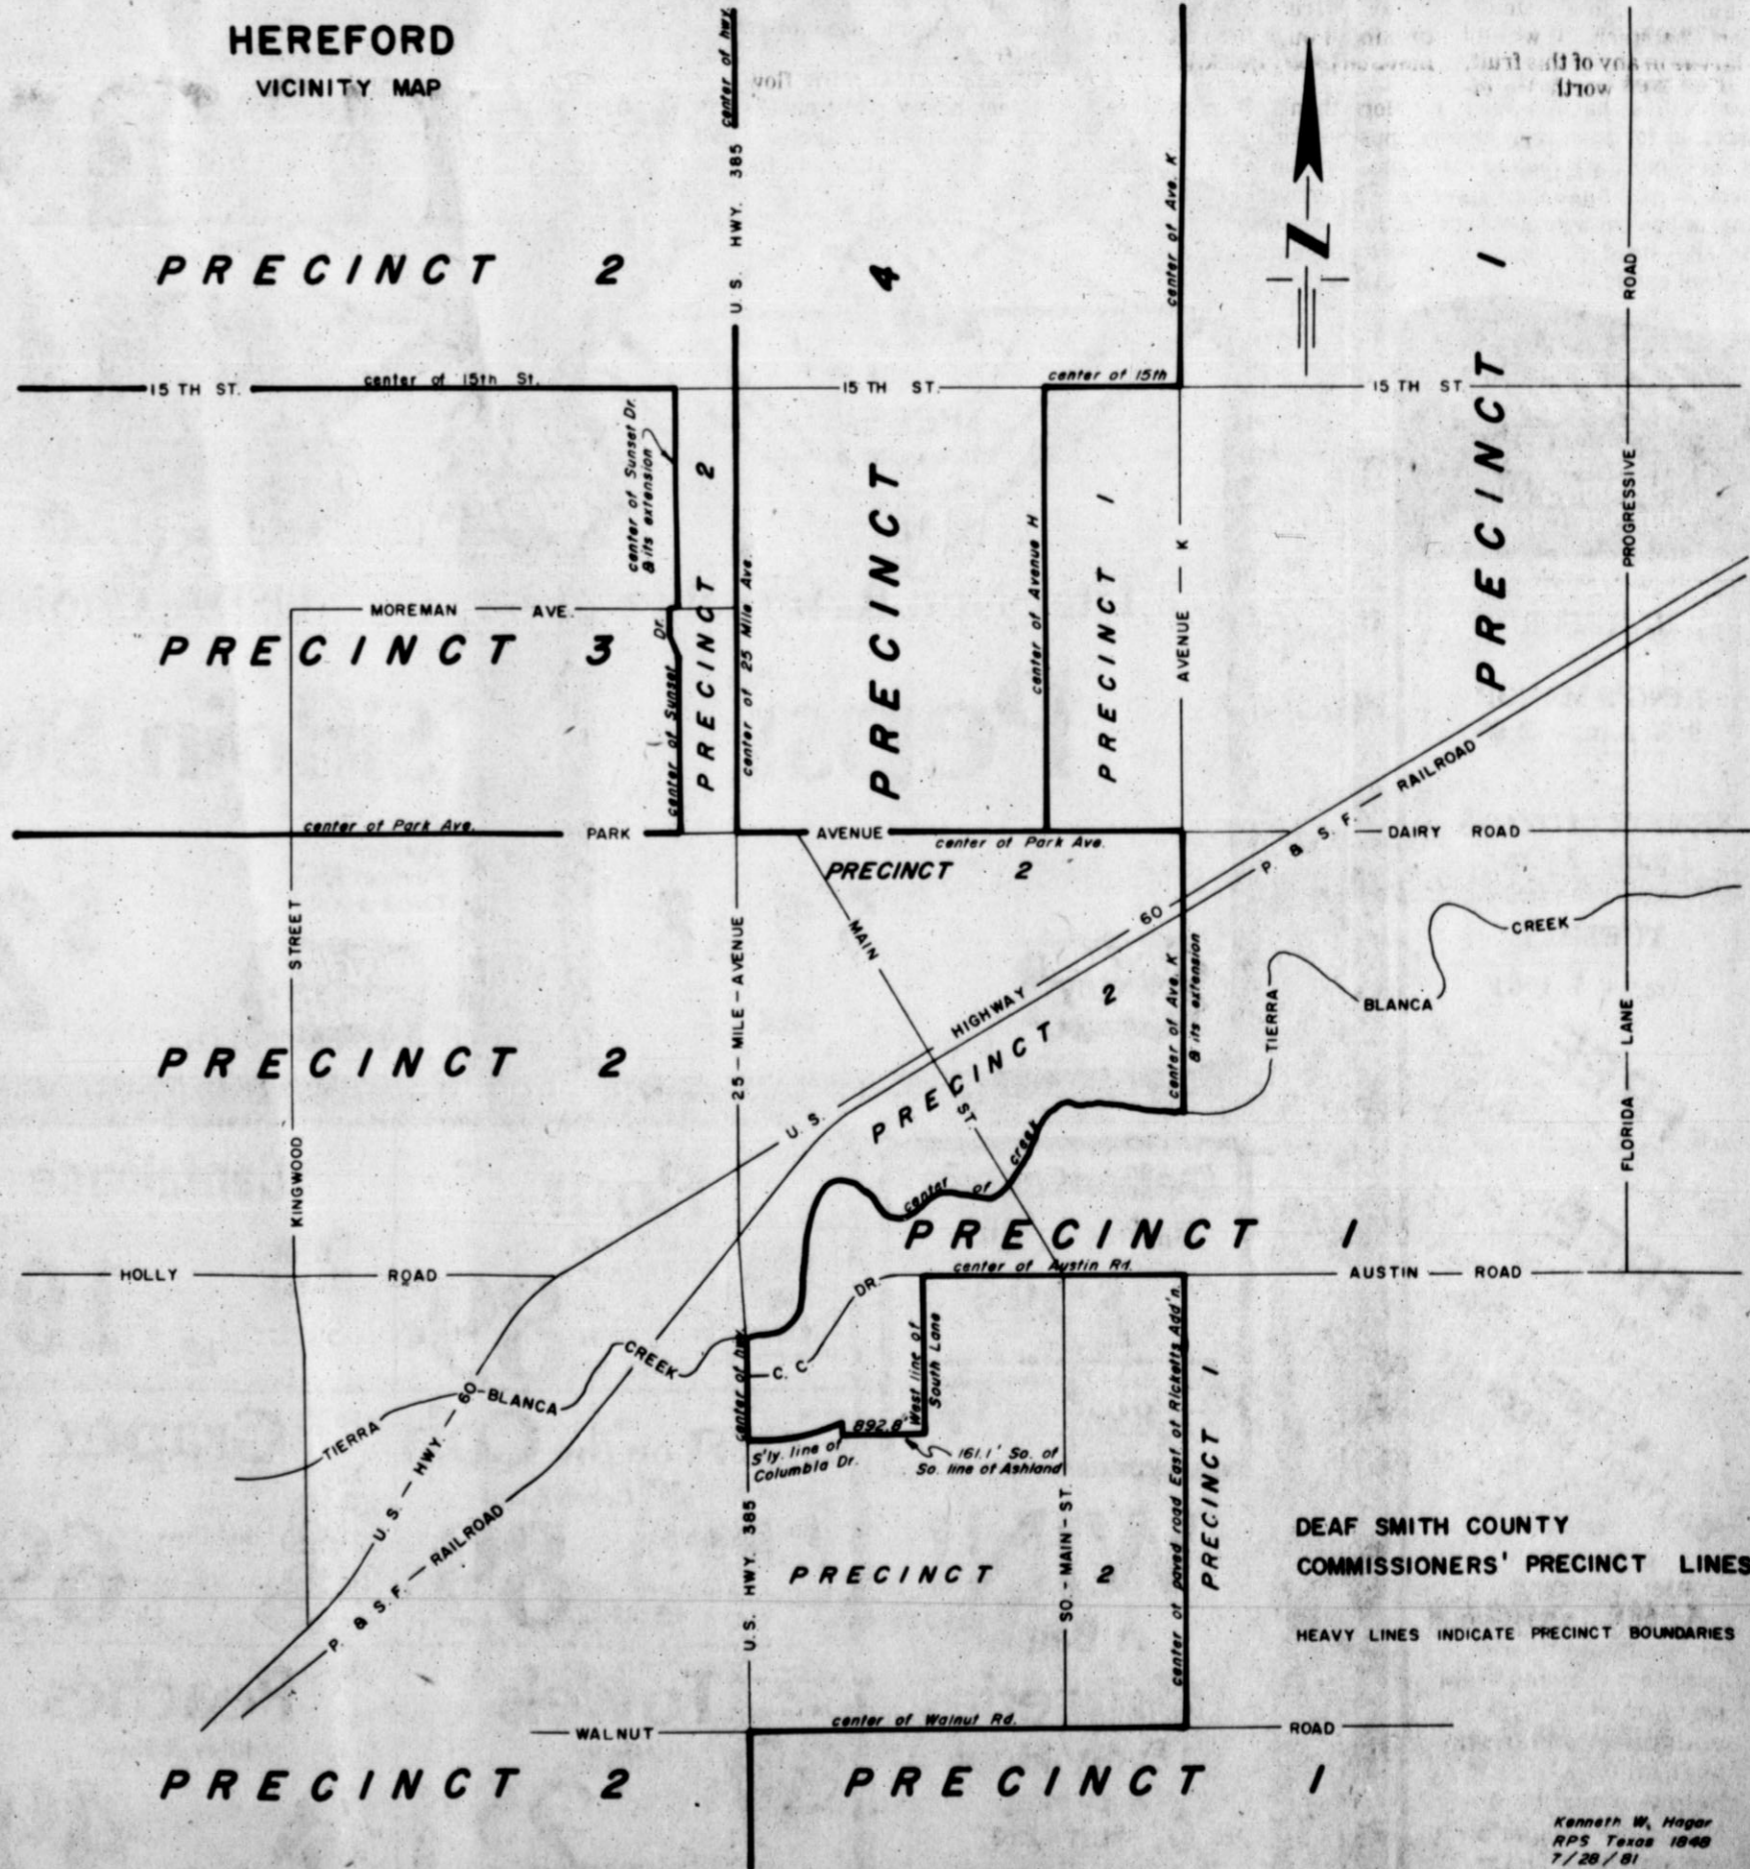 HEREFORD
VICINITY MAP
center of hwy.
U. S. HWY. 385
center of Ave. K
ROAD
PRECINCT 2
PRECINCT 4
Z
PRECINCT 1
15 TH ST.
center of 15th St.
15 TH ST.
center of 15th
15 TH ST.
center of Sunset Dr.
& its extension
PRECINCT 2
center of 25 Mile Ave.
center of Avenue H
PRECINCT 1
AVENUE K
PROGRESSIVE
MOREMAN AVE.
PRECINCT 3
center of Sunset Dr.
center of Park Ave.
PARK
AVENUE
center of Park Ave.
PRECINCT 2
DAIRY ROAD
P. & S. F. RAILROAD
MAIN ST.
25 - MILE - AVENUE
KINGWOOD STREET
U. S. HIGHWAY 60
center of Ave. K
& its extension
TIERRA BLANCA CREEK
FLORIDA LANE
PRECINCT 2
PRECINCT 2
center of creek
PRECINCT 1
HOLLY ROAD
center of Austin Rd.
AUSTIN ROAD
C. C. DR.
West line of
South Lane
center of hwy.
TIERRA BLANCA CREEK
U. S. HWY. 60
P. & S. F. RAILROAD
892.8'
S'ly. line of
Columbia Dr.
161.1' So. of
So. line of Ashland
U.S. HWY. 385
SO. - MAIN - ST.
center of paved road East of Ricketts Add'n.
PRECINCT 1
PRECINCT 2
DEAF SMITH COUNTY
COMMISSIONERS' PRECINCT LINES
HEAVY LINES INDICATE PRECINCT BOUNDARIES
WALNUT
center of Walnut Rd.
ROAD
PRECINCT 2
PRECINCT 1
Kenneth W. Hagar
RPS Texas 1848
7/28/81